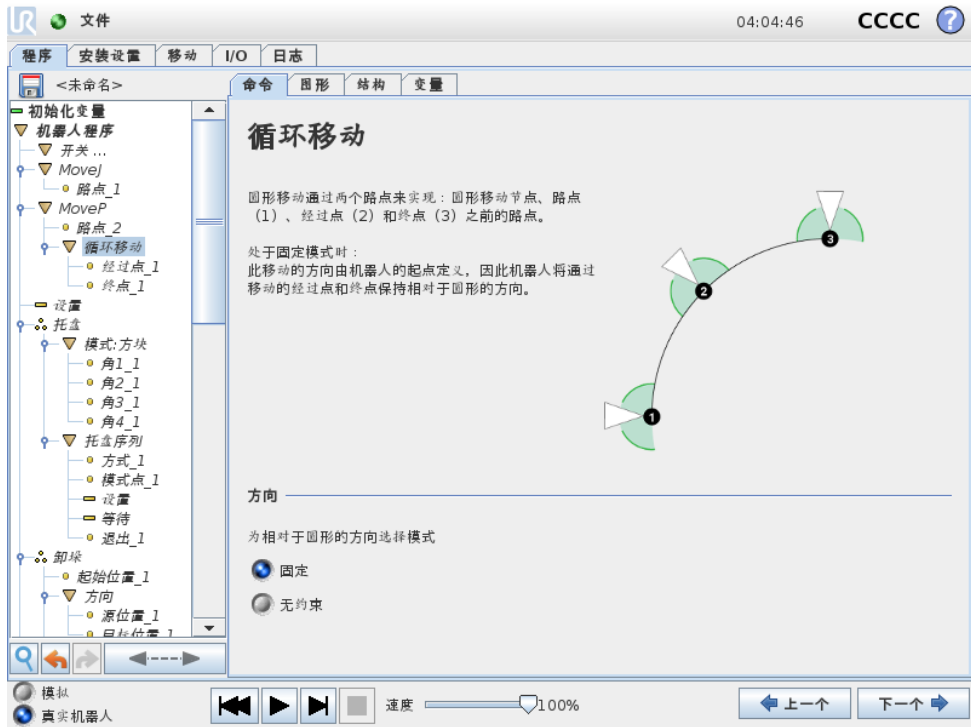 UR 文件 04:04:46 CCCC ?
程序 安装设置 移动 I/O 日志
<未命名>
命令 图形 结构 变量
初始化变量
机器人程序
开关 ...
MoveJ
路点_1
MoveP
路点_2
循环移动
经过点_1
终点_1
设置
托盘
模式:方块
角1_1
角2_1
角3_1
角4_1
托盘序列
方式_1
模式点_1
设置
等待
退出_1
卸垛
起始位置_1
方向
源位置_1
目标位置_1
循环移动
圆形移动通过两个路点来实现：圆形移动节点、路点
（1）、经过点（2）和终点（3）之前的路点。
处于固定模式时：
此移动的方向由机器人的起点定义，因此机器人将通过
移动的经过点和终点保持相对于圆形的方向。
3
2
1
方向
为相对于圆形的方向选择模式
固定
无约束
模拟
真实机器人
速度 100%
上一个 下一个